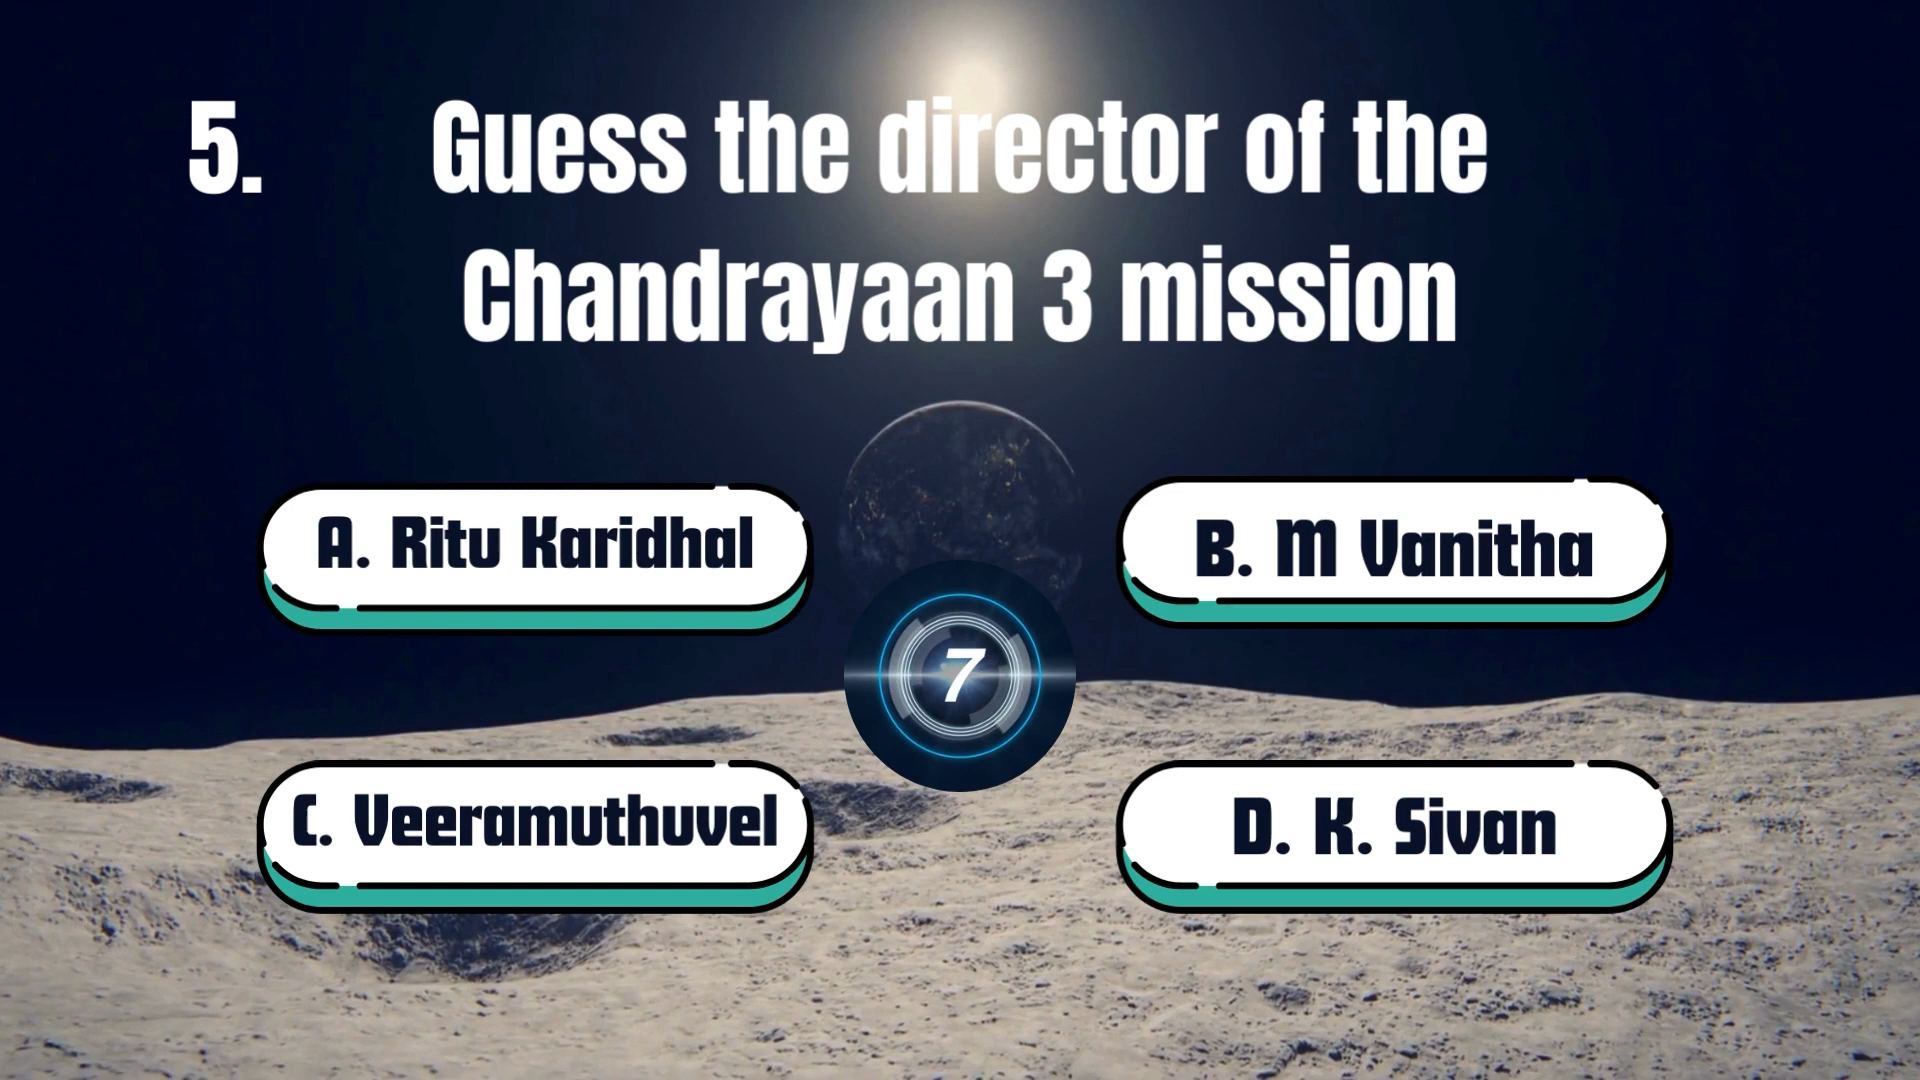 5. Guess the director of the
Chandrayaan 3 mission
A. Ritu Karidhal
B. M Vanitha
7
C. Veeramuthuvel
D. K. Sivan